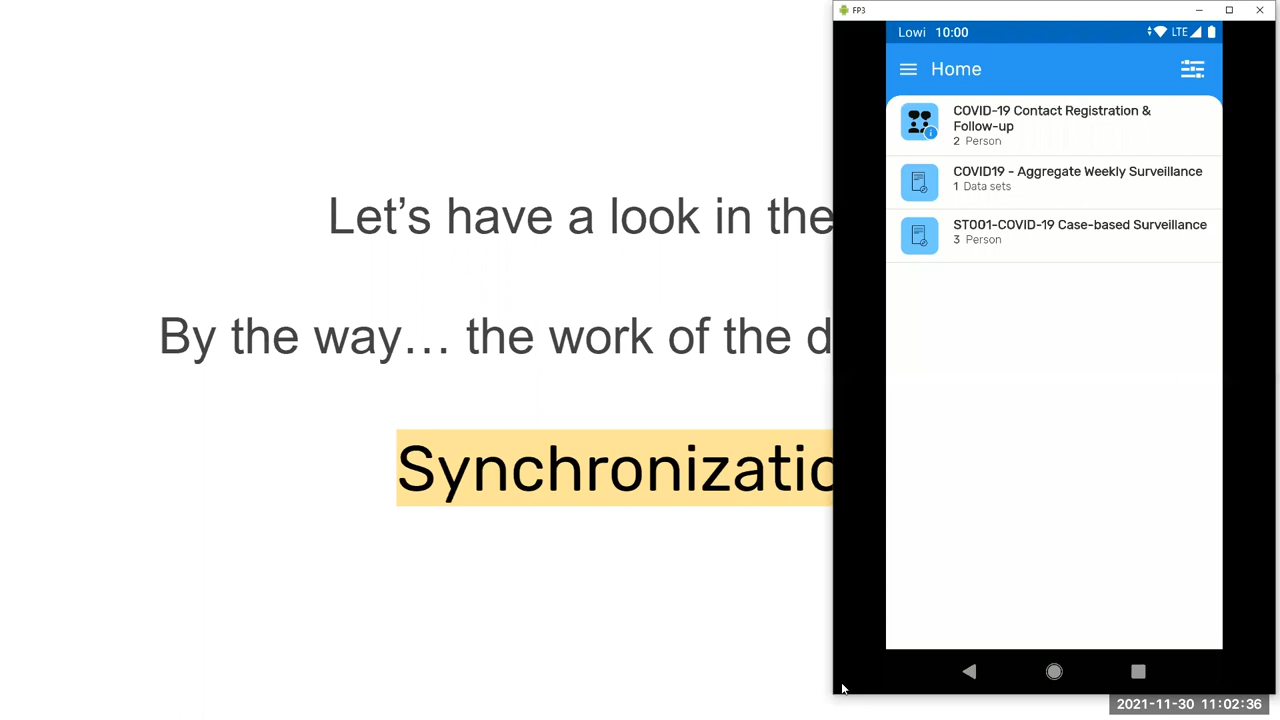 Let's have a look in the
By the way… the work of the d
Synchronizatio
FP3
Lowi 10:00
LTE
Home
COVID-19 Contact Registration &
Follow-up
2 Person
COVID19 - Aggregate Weekly Surveillance
1 Data sets
ST001-COVID-19 Case-based Surveillance
3 Person
2021-11-30 11:02:36